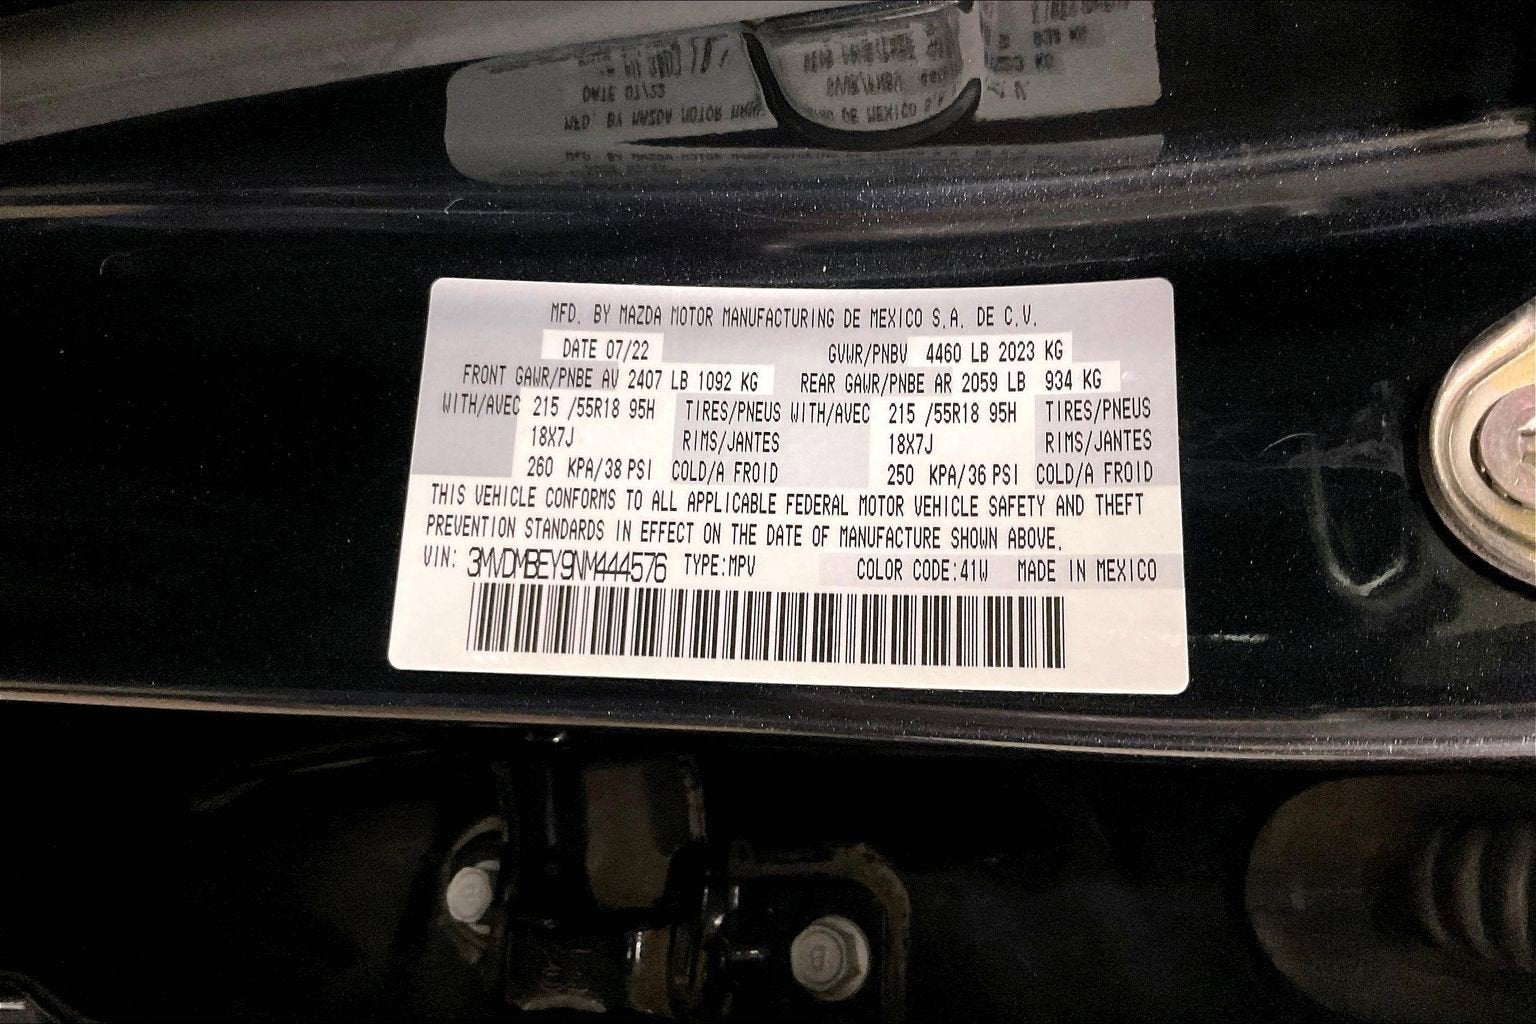 MFD. BY MAZDA MOTOR MANUFACTURING DE MEXICO S.A. DE C.V.
DATE 07/22 GVWR/PNBV 4460 LB 2023 KG
FRONT GAWR/PNBE AV 2407 LB 1092 KG REAR GAWR/PNBE AR 2059 LB 934 KG
WITH/AVEC 215 /55R18 95H TIRES/PNEUS WITH/AVEC 215 /55R18 95H TIRES/PNEUS
18X7J RIMS/JANTES 18X7J RIMS/JANTES
260 KPA/38 PSI COLD/A FROID 250 KPA/36 PSI COLD/A FROID
THIS VEHICLE CONFORMS TO ALL APPLICABLE FEDERAL MOTOR VEHICLE SAFETY AND THEFT
PREVENTION STANDARDS IN EFFECT ON THE DATE OF MANUFACTURE SHOWN ABOVE.
VIN: 3MVDMBEY9NM444576 TYPE:MPV COLOR CODE:41W MADE IN MEXICO